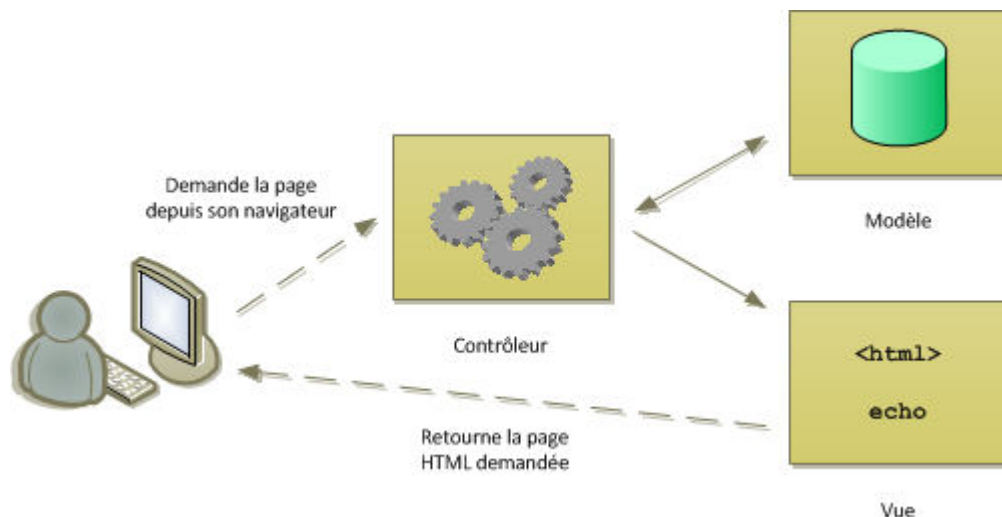 Demande la page
depuis son navigateur
Contrôleur
Modèle
<html>
echo
Retourne la page
HTML demandée
Vue